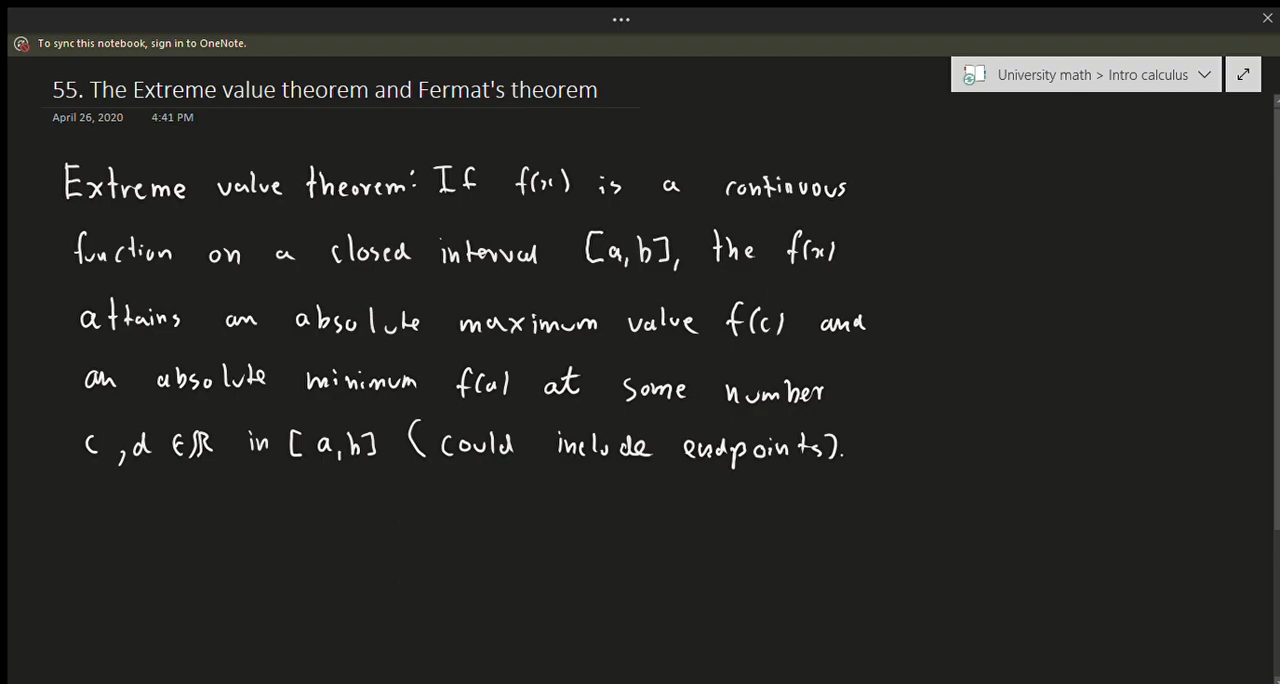 To sync this notebook, sign in to OneNote.
University math > Intro calculus
55. The Extreme value theorem and Fermat's theorem
April 26, 2020 4:41 PM
Extreme value theorem: If f(x) is a continuous
function on a closed interval [a,b], the f(x)
attains an absolute maximum value f(c) and
an absolute minimum f(a) at some number
c, d ∈ ℝ in [a,b] (could include endpoints).